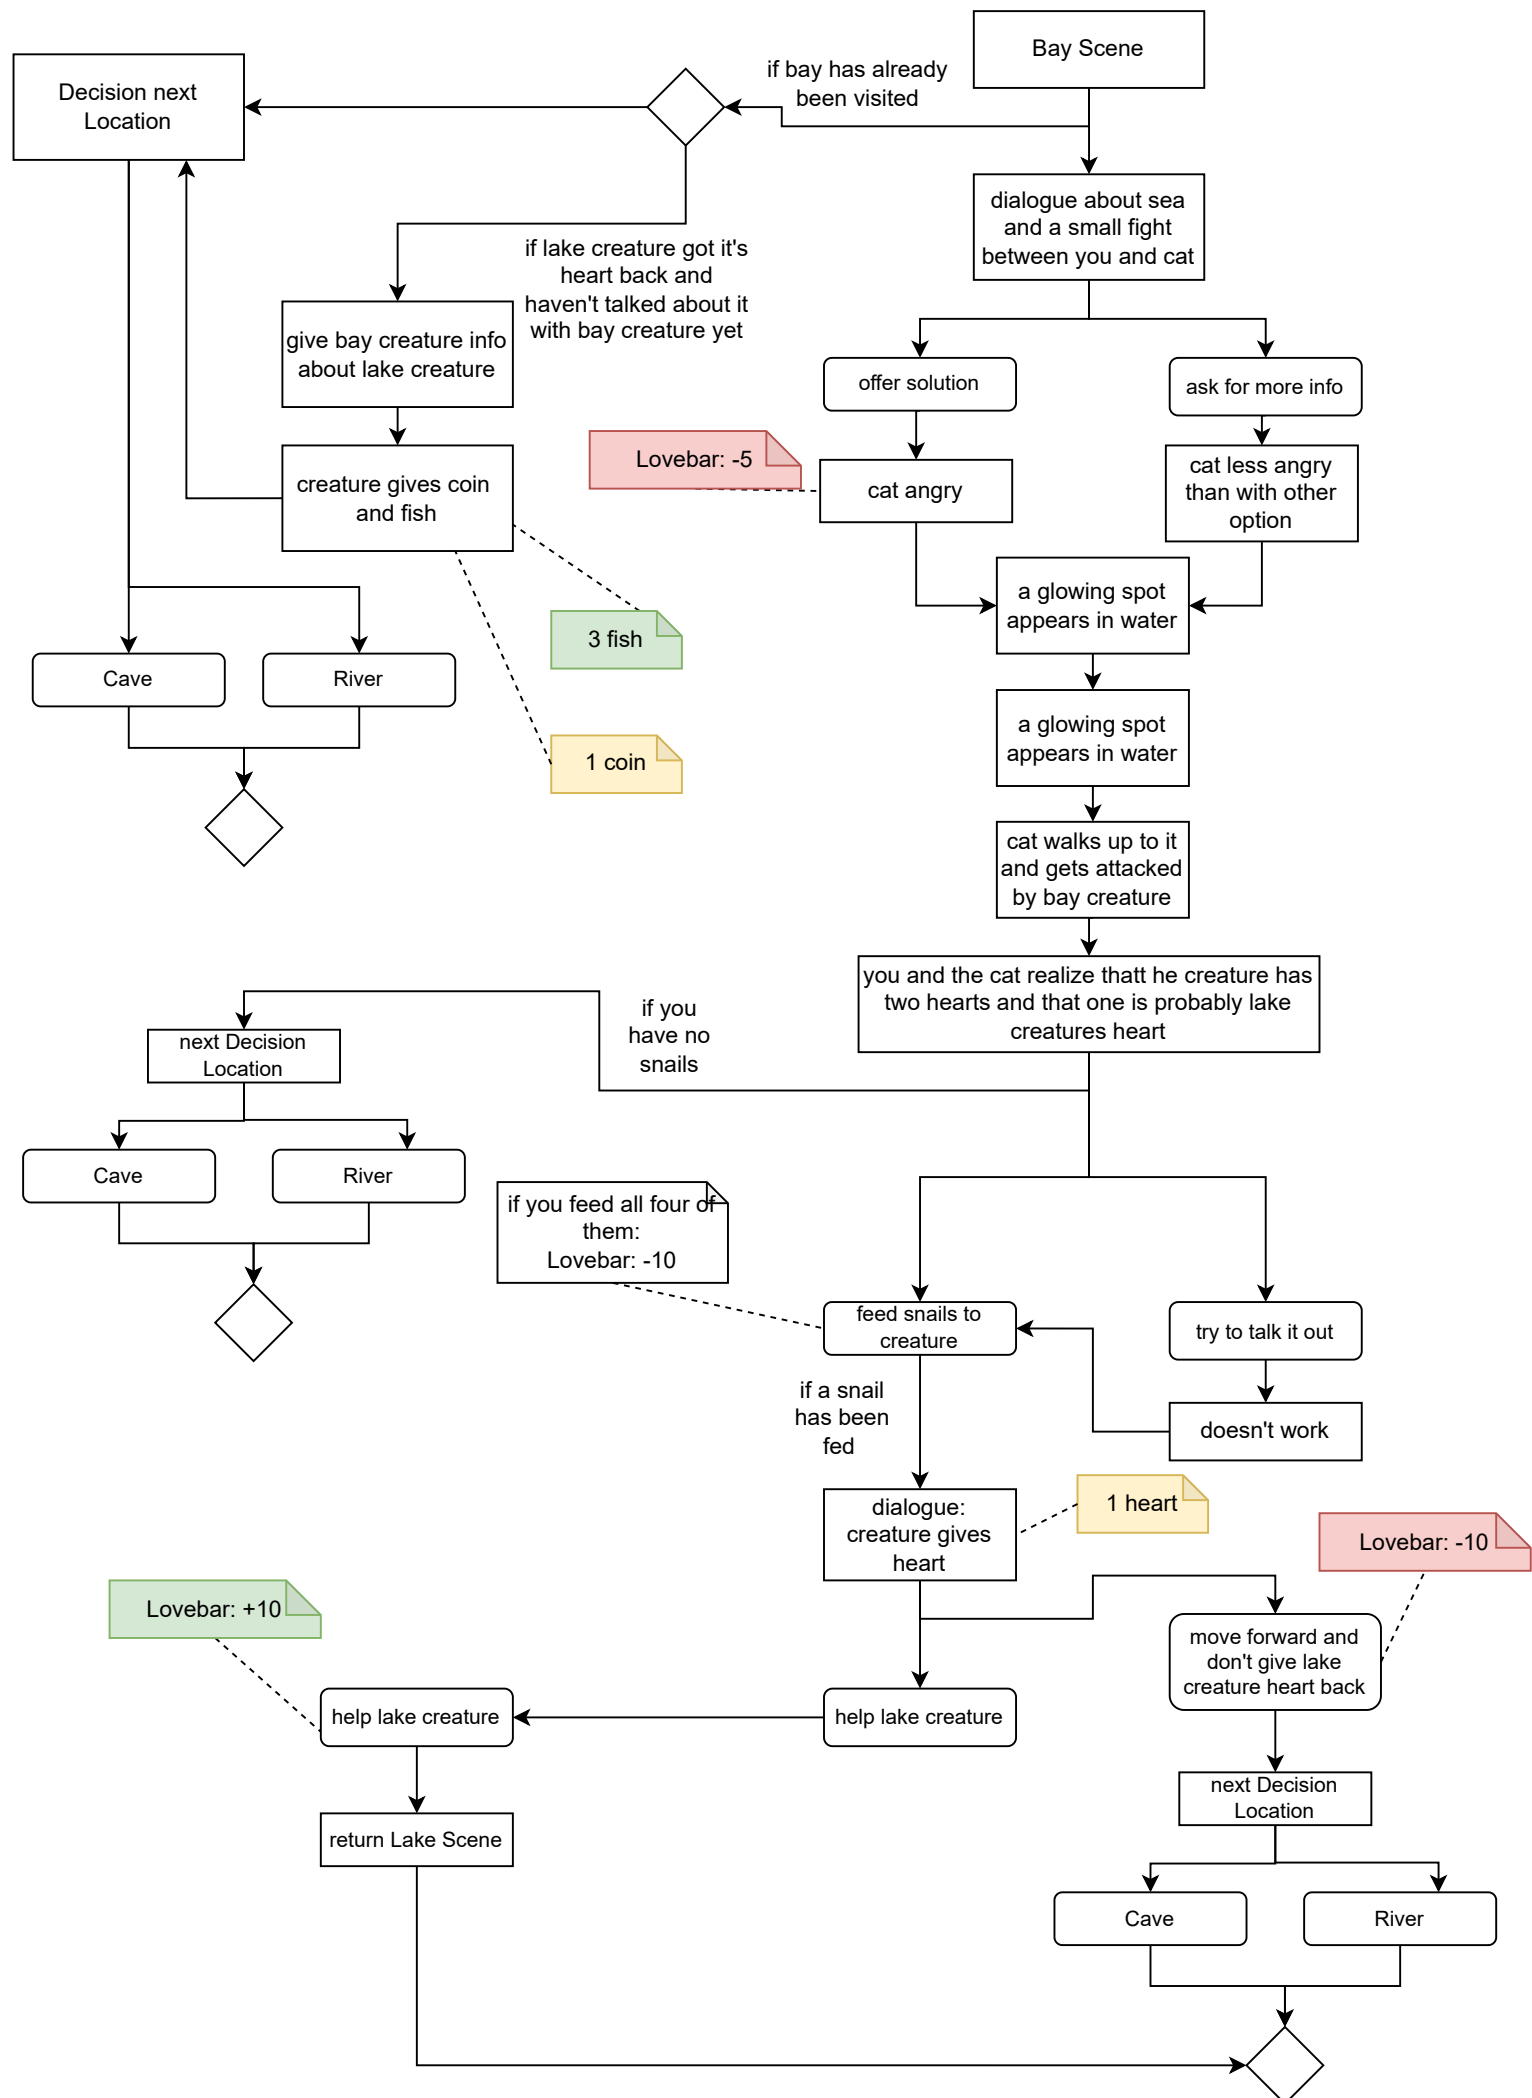 Bay Scene
if bay has already
been visited
Decision next
Location
dialogue about sea
and a small fight
between you and cat
if lake creature got it's
heart back and
haven't talked about it
with bay creature yet
give bay creature info
about lake creature
offer solution
ask for more info
Lovebar: -5
cat angry
cat less angry
than with other
option
creature gives coin
and fish
a glowing spot
appears in water
3 fish
Cave
River
a glowing spot
appears in water
1 coin
cat walks up to it
and gets attacked
by bay creature
you and the cat realize thatt he creature has
two hearts and that one is probably lake
creatures heart
if you
have no
snails
next Decision
Location
Cave
River
if you feed all four of
them:
Lovebar: -10
feed snails to
creature
try to talk it out
if a snail
has been
fed
doesn't work
dialogue:
creature gives
heart
1 heart
Lovebar: -10
Lovebar: +10
move forward and
don't give lake
creature heart back
help lake creature
help lake creature
next Decision
Location
return Lake Scene
Cave
River